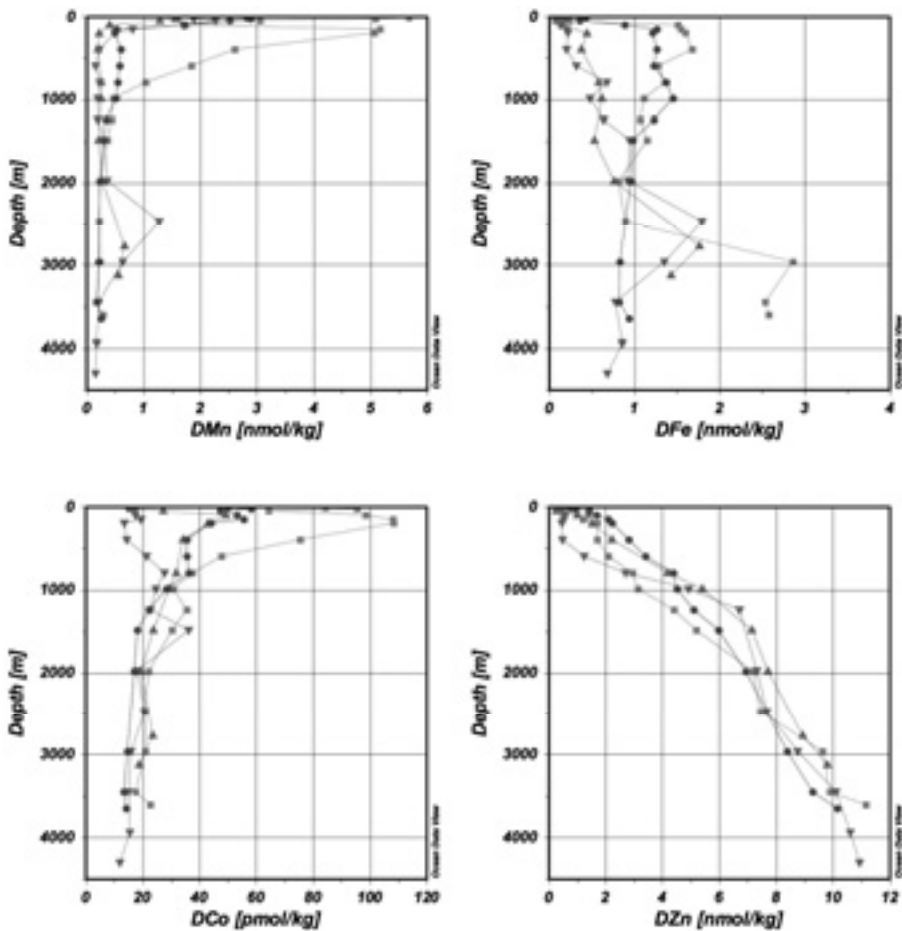 0
1000
2000
3000
4000
Depth [m]
0 1 2 3 4 5 6
DMn [nmol/kg]
Ocean Data View
0
1000
2000
3000
4000
Depth [m]
0 1 2 3 4
DFe [nmol/kg]
Ocean Data View
0
1000
2000
3000
4000
Depth [m]
0 20 40 60 80 100 120
DCo [pmol/kg]
Ocean Data View
0
1000
2000
3000
4000
Depth [m]
0 2 4 6 8 10 12
DZn [nmol/kg]
Ocean Data View